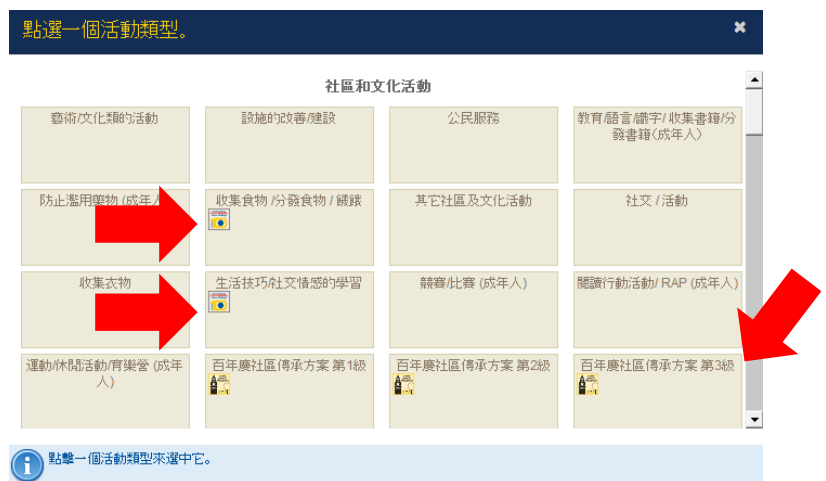 點選一個活動類型。
社區和文化活動
藝術/文化類的活動
設施的改善/建設
公民服務
教育/語言/識字/ 收集書籍/分
發書籍(成年人)
防止濫用藥物 (成年
收集食物 /分發食物 / 饑餓
其它社區及文化活動
社交 / 活動
收集衣物
生活技巧/社交情感的學習
競賽/比賽 (成年人)
閱讀行動活動/ RAP (成年人)
運動/休閒活動/育樂營 (成年
人)
百年慶社區傳承方案 第1級
百年慶社區傳承方案 第2級
百年慶社區傳承方案 第3級
點擊一個活動類型來選中它。